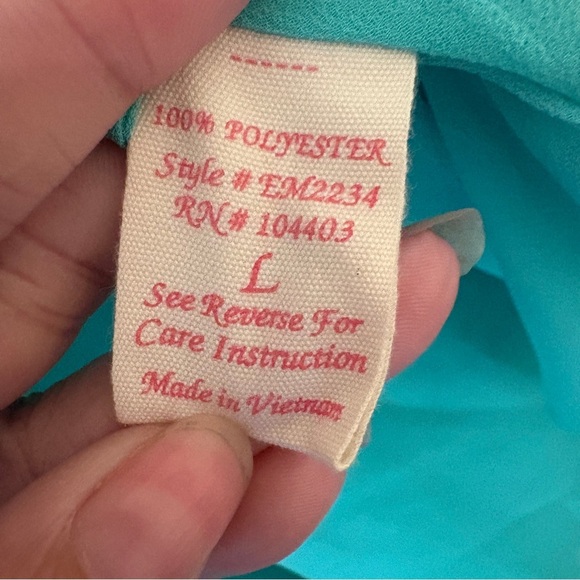 ------
100% POLYESTER
Style # EM2234
RN# 104403
L
See Reverse For
Care Instruction
Made in Vietnam